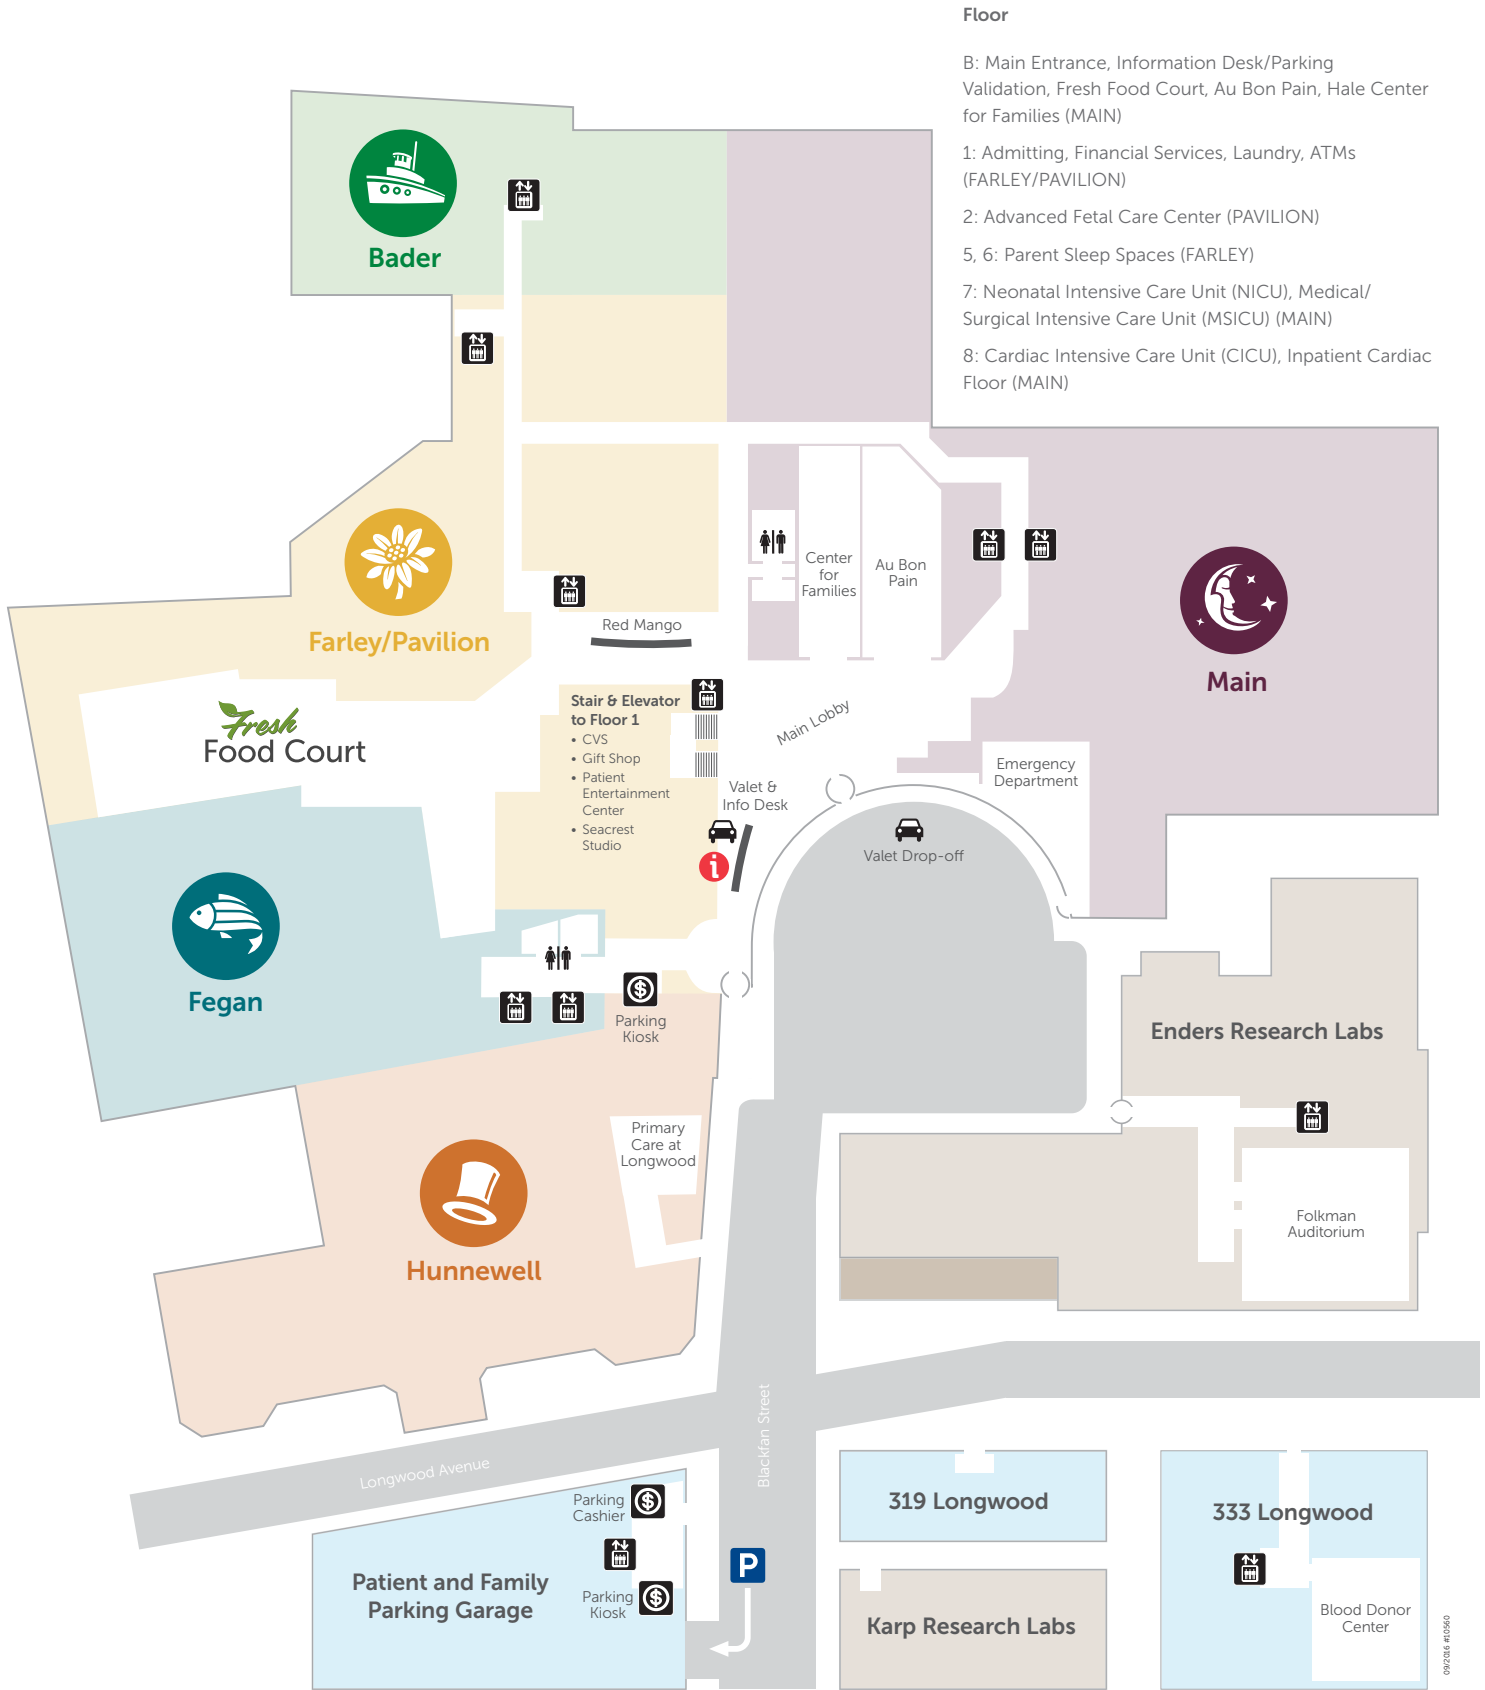 Floor
B: Main Entrance, Information Desk/Parking
Validation, Fresh Food Court, Au Bon Pain, Hale Center
for Families (MAIN)
1: Admitting, Financial Services, Laundry, ATMs
(FARLEY/PAVILION)
2: Advanced Fetal Care Center (PAVILION)
5, 6: Parent Sleep Spaces (FARLEY)
7: Neonatal Intensive Care Unit (NICU), Medical/
Surgical Intensive Care Unit (MSICU) (MAIN)
8: Cardiac Intensive Care Unit (CICU), Inpatient Cardiac
Floor (MAIN)
Bader
Farley/Pavilion
Center
for
Families
Au Bon
Pain
Red Mango
Main
Stair & Elevator
to Floor 1
• CVS
• Gift Shop
• Patient
Entertainment
Center
• Seacrest
Studio
Main Lobby
Fresh
Food Court
Emergency
Department
Valet &
Info Desk
i
Valet Drop-off
Fegan
$
Parking
Kiosk
Enders Research Labs
Primary
Care at
Longwood
Folkman
Auditorium
Hunnewell
Longwood Avenue
Blackfan Street
Parking
Cashier
$
Patient and Family
Parking Garage
Parking
Kiosk
$
P
319 Longwood
333 Longwood
Karp Research Labs
Blood Donor
Center
09/2016 #10560